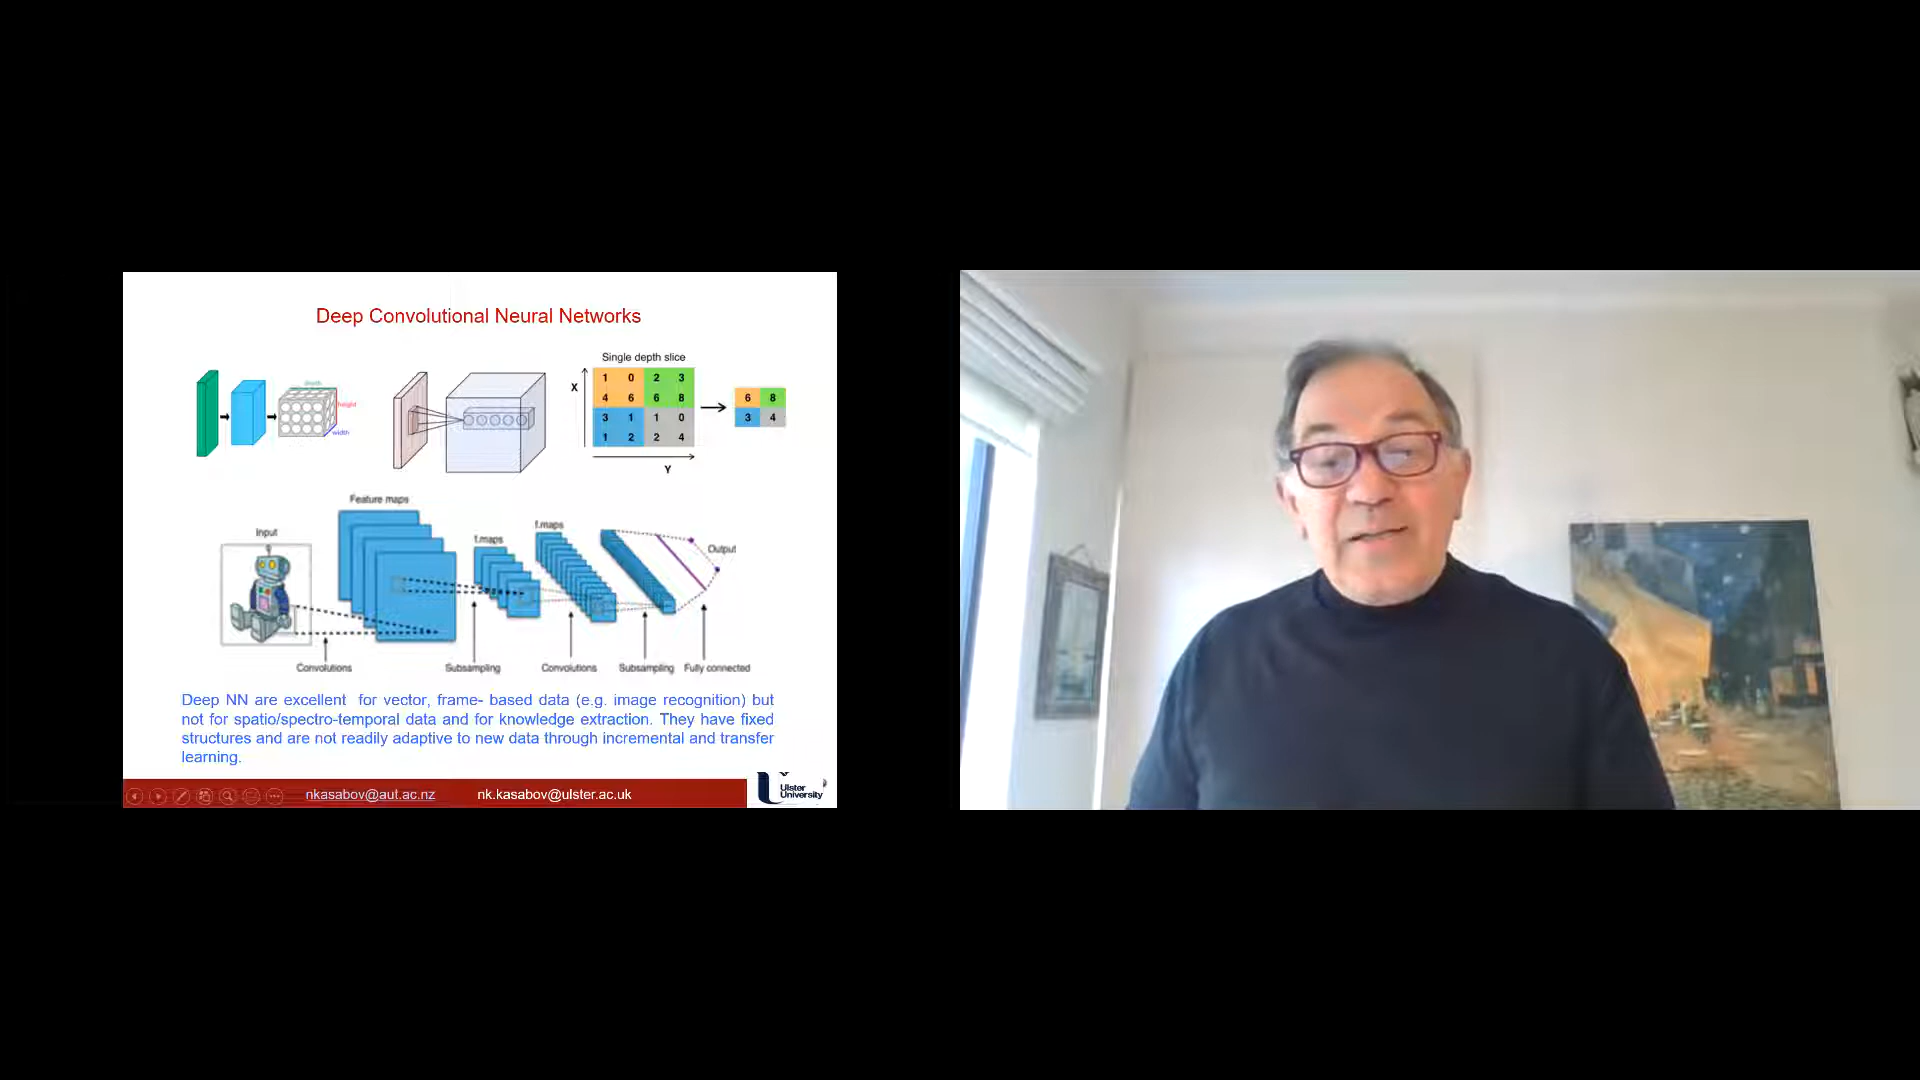 Deep Convolutional Neural Networks
depth
height
width
Single depth slice
X
1 0 2 3
4 6 6 8
3 1 1 0
1 2 2 4
Y
6 8
3 4
Input
Feature maps
f.maps
f.maps
Output
Convolutions
Subsampling
Convolutions
Subsampling
Fully connected
Deep NN are excellent for vector, frame- based data (e.g. image recognition) but
not for spatio/spectro-temporal data and for knowledge extraction. They have fixed
structures and are not readily adaptive to new data through incremental and transfer
learning.
nkasabov@aut.ac.nz nk.kasabov@ulster.ac.uk
Ulster
University